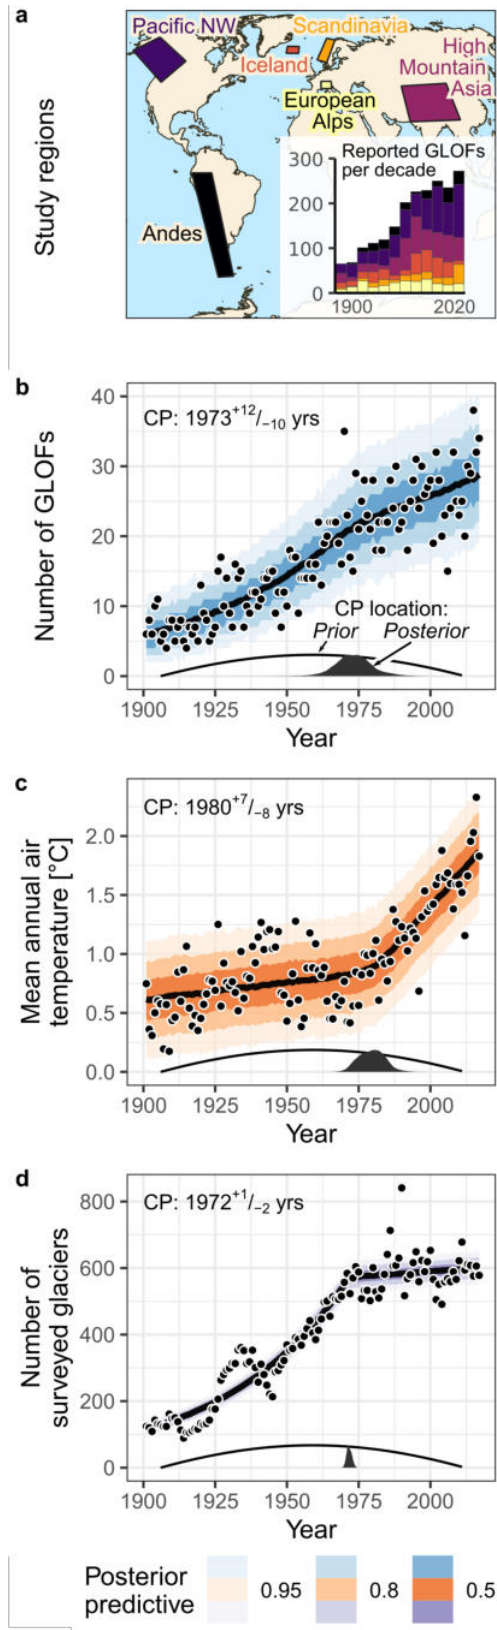 a
Study regions
Pacific NW
Scandinavia
Iceland
High
Mountain
Asia
European
Alps
Andes
Reported GLOFs
per decade
300
200
100
0
1900
2020
b
Number of GLOFs
CP: 1973+12/−10 yrs
40
30
20
10
0
CP location:
Prior
Posterior
1900 1925 1950 1975 2000
Year
c
Mean annual air
temperature [°C]
CP: 1980+7/−8 yrs
2.0
1.5
1.0
0.5
0.0
1900 1925 1950 1975 2000
Year
d
Number of
surveyed glaciers
CP: 1972+1/−2 yrs
800
600
400
200
0
1900 1925 1950 1975 2000
Year
Posterior
predictive
0.95 0.8 0.5